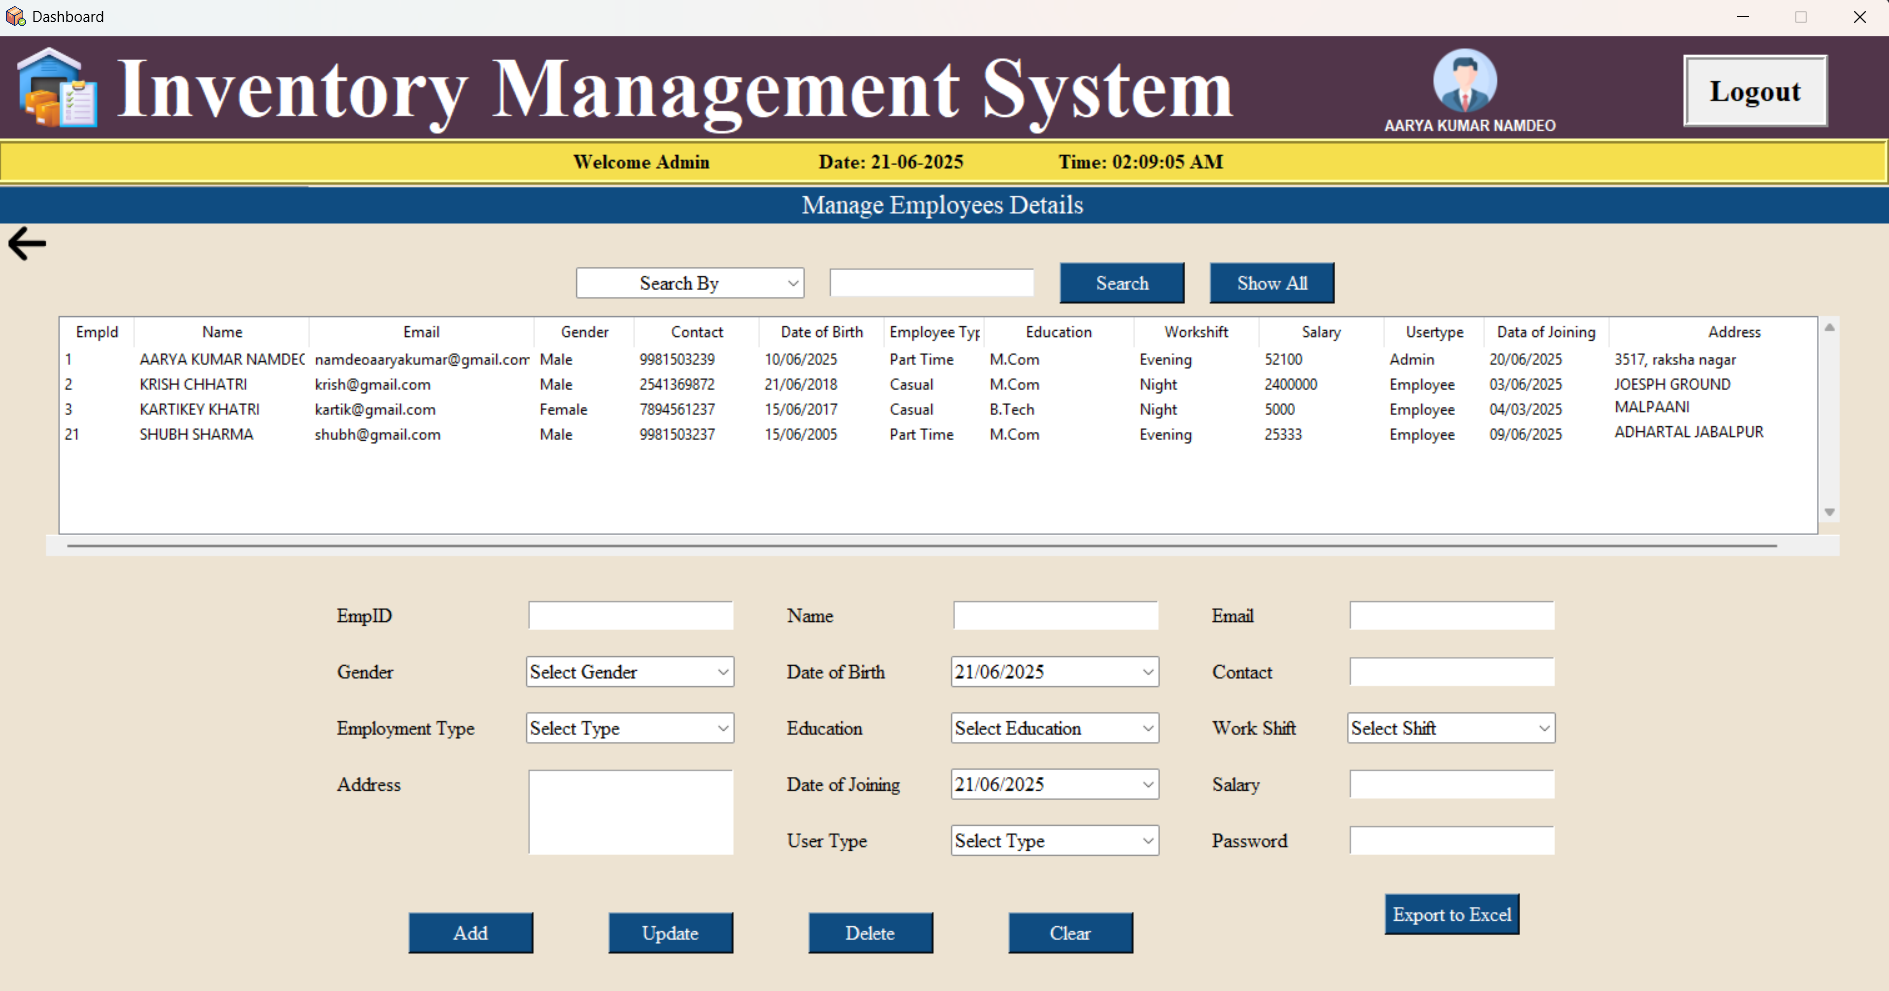 Dashboard
Inventory Management System
AARYA KUMAR NAMDEO
Logout
Welcome Admin Date: 21-06-2025 Time: 02:09:05 AM
Manage Employees Details
Search By Search Show All
EmpId Name Email Gender Contact Date of Birth Employee Typ Education Workshift Salary Usertype Data of Joining Address
1 AARYA KUMAR NAMDEO namdeoaaryakumar@gmail.com Male 9981503239 10/06/2025 Part Time M.Com Evening 52100 Admin 20/06/2025 3517, raksha nagar
2 KRISH CHHATRI krish@gmail.com Male 2541369872 21/06/2018 Casual M.Com Night 2400000 Employee 03/06/2025 JOESPH GROUND
3 KARTIKEY KHATRI kartik@gmail.com Female 7894561237 15/06/2017 Casual B.Tech Night 5000 Employee 04/03/2025 MALPAANI
21 SHUBH SHARMA shubh@gmail.com Male 9981503237 15/06/2005 Part Time M.Com Evening 25333 Employee 09/06/2025 ADHARTAL JABALPUR
EmpID Name Email
Gender Select Gender Date of Birth 21/06/2025 Contact
Employment Type Select Type Education Select Education Work Shift Select Shift
Address Date of Joining 21/06/2025 Salary
User Type Select Type Password
Export to Excel
Add Update Delete Clear